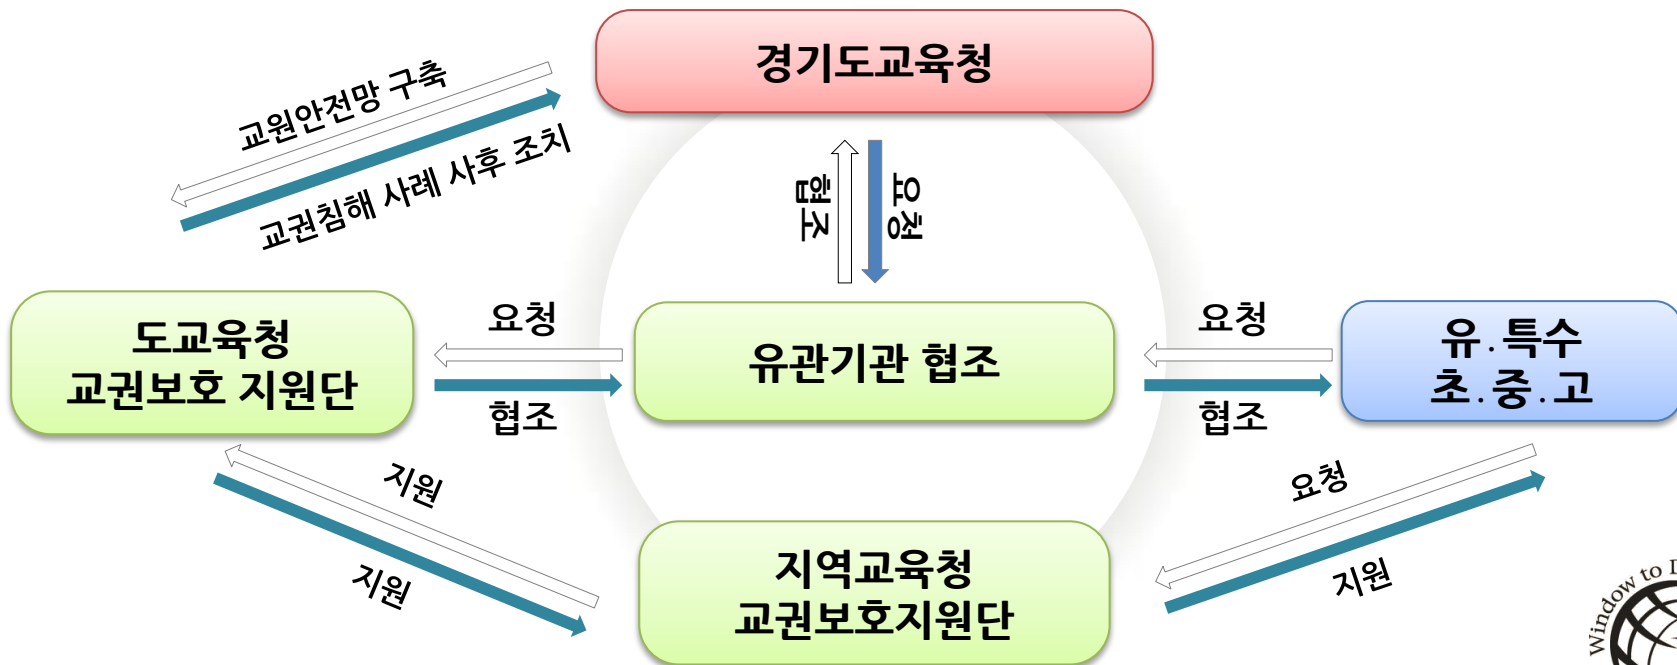 경기도교육청
교원안전망 구축
교권침해 사례 사후 조치
협조
요청
도교육청
교권보호 지원단
요청
협조
유관기관 협조
요청
협조
유.특수
초.중.고
지원
지원
지역교육청
교권보호지원단
요청
지원
Window to